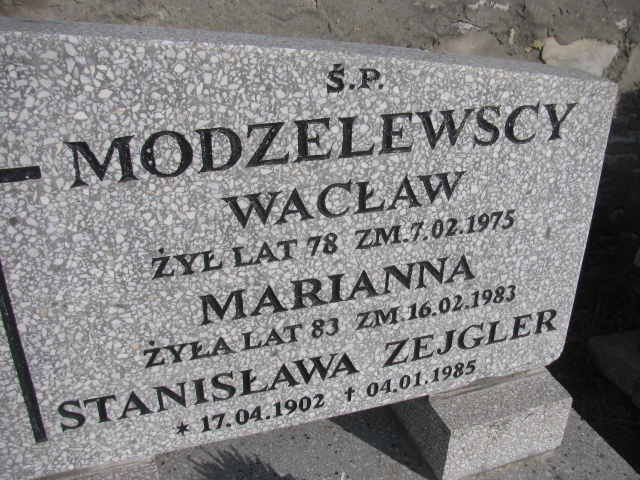 Ś.P.
MODZELEWSCY
WACŁAW
ŻYŁ LAT 78 ZM.7.02.1975
MARIANNA
ŻYŁA LAT 83 ZM.16.02.1983
STANISŁAWA ZEJGLER
* 17.04.1902 † 04.01.1985